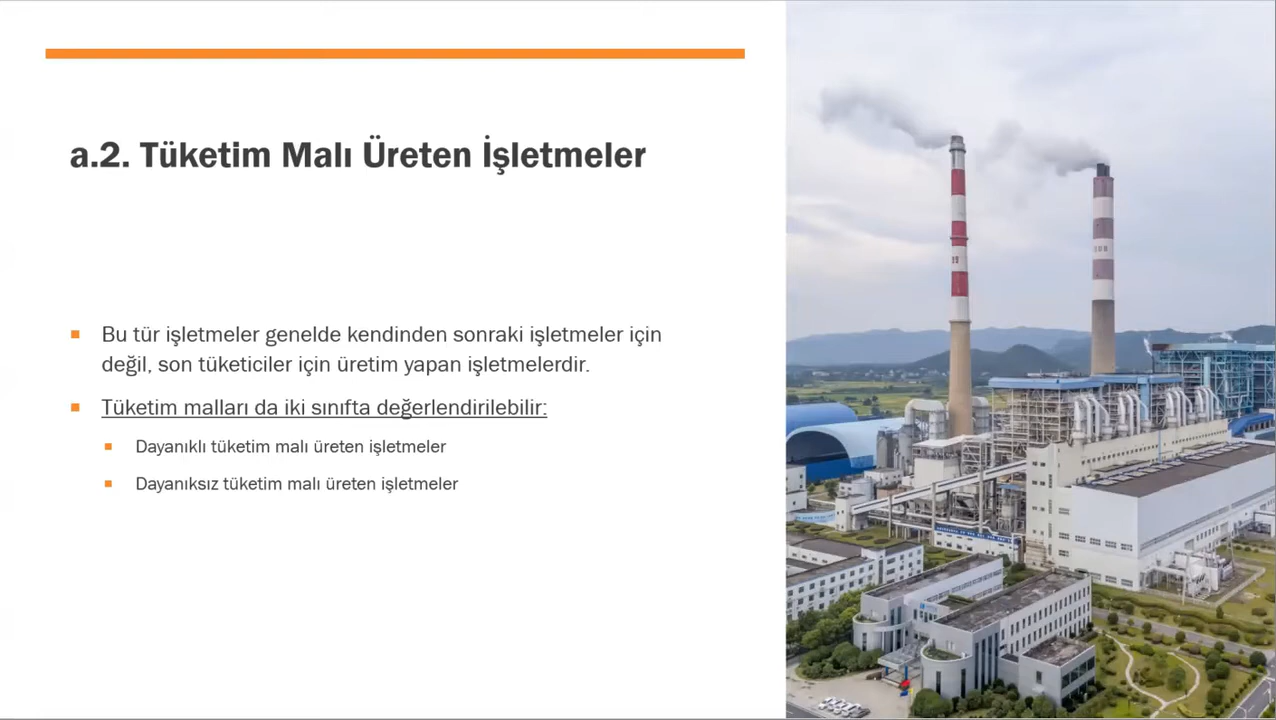 a.2. Tüketim Malı Üreten İşletmeler
Bu tür işletmeler genelde kendinden sonraki işletmeler için
değil, son tüketiciler için üretim yapan işletmelerdir.
Tüketim malları da iki sınıfta değerlendirilebilir:
Dayanıklı tüketim malı üreten işletmeler
Dayanıksız tüketim malı üreten işletmeler